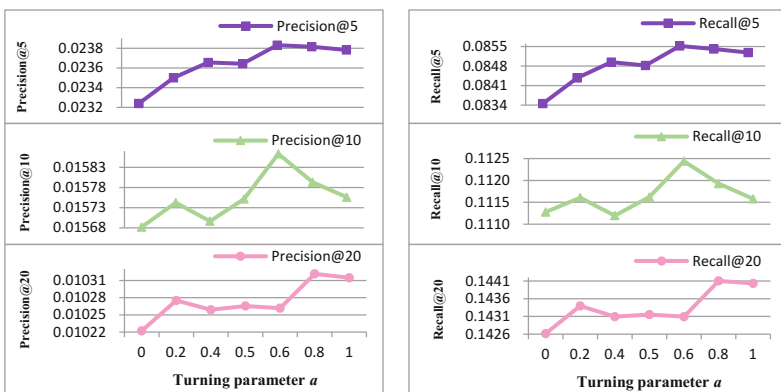 Precision@5
0.0238
0.0236
0.0234
0.0232
Precision@5
Precision@10
0.01583
0.01578
0.01573
0.01568
Precision@10
Precision@20
0.01031
0.01028
0.01025
0.01022
Precision@20
0 0.2 0.4 0.5 0.6 0.8 1
Turning parameter a
Recall@5
0.0855
0.0848
0.0841
0.0834
Recall@5
Recall@10
0.1125
0.1120
0.1115
0.1110
Recall@10
Recall@20
0.1441
0.1436
0.1431
0.1426
Recall@20
0 0.2 0.4 0.5 0.6 0.8 1
Turning parameter a